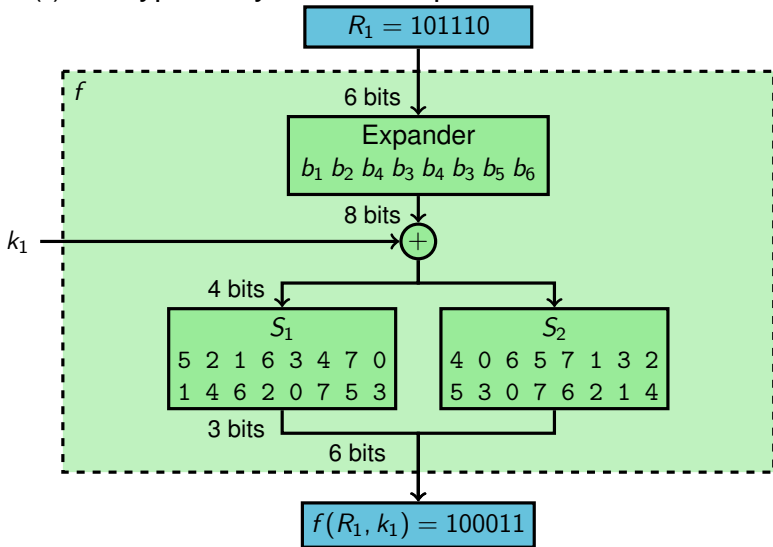 R₁ = 101110
f
6 bits
Expander
b₁ b₂ b₄ b₃ b₄ b₃ b₅ b₆
8 bits
k₁
+
4 bits
S₁
5 2 1 6 3 4 7 0
1 4 6 2 0 7 5 3
S₂
4 0 6 5 7 1 3 2
5 3 0 7 6 2 1 4
3 bits
6 bits
f(R₁, k₁) = 100011